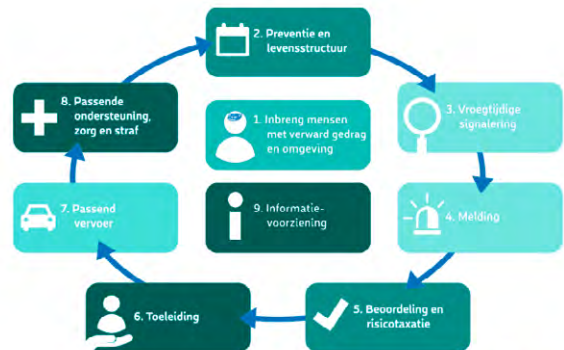 2. Preventie en
levensstructuur
8. Passende
ondersteuning,
zorg en straf
1. Inbreng mensen
met verward gedrag
en omgeving
3. Vroegtijdige
signalering
7. Passend
vervoer
9. Informatie-
voorziening
4. Melding
6. Toeleiding
5. Beoordeling en
risicotaxatie